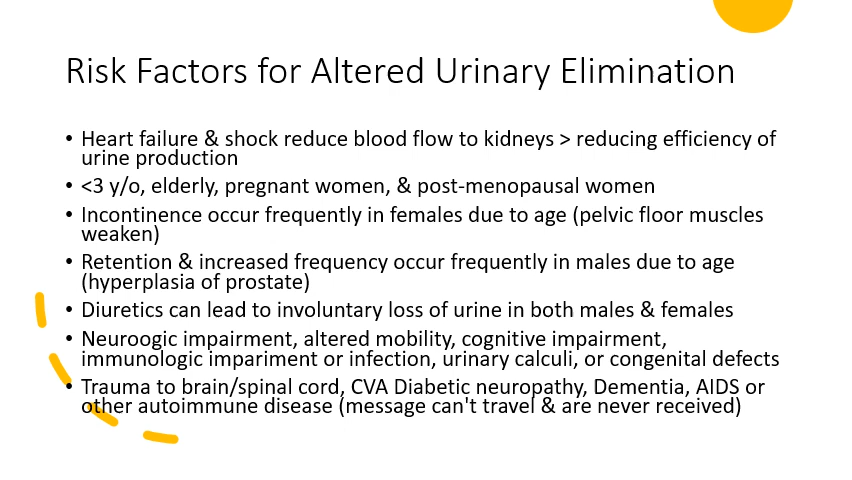 Risk Factors for Altered Urinary Elimination
• Heart failure & shock reduce blood flow to kidneys > reducing efficiency of
urine production
• <3 y/o, elderly, pregnant women, & post-menopausal women
• Incontinence occur frequently in females due to age (pelvic floor muscles
weaken)
• Retention & increased frequency occur frequently in males due to age
(hyperplasia of prostate)
• Diuretics can lead to involuntary loss of urine in both males & females
• Neuroogic impairment, altered mobility, cognitive impairment,
immunologic impariment or infection, urinary calculi, or congenital defects
• Trauma to brain/spinal cord, CVA Diabetic neuropathy, Dementia, AIDS or
other autoimmune disease (message can't travel & are never received)